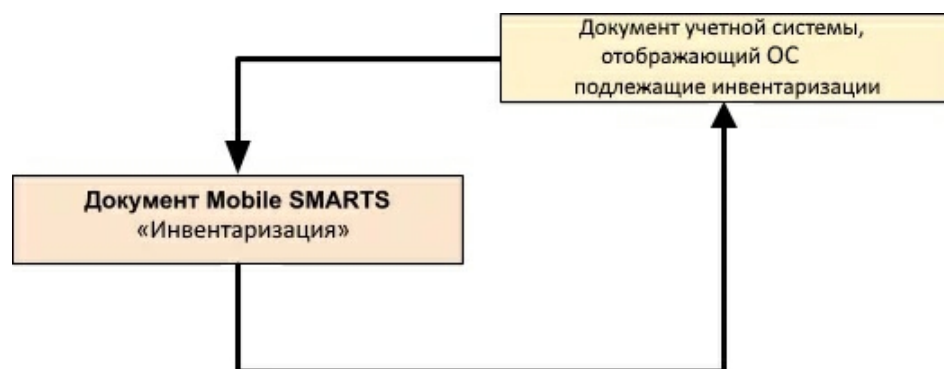 Документ учетной системы,
отображающий ОС
подлежащие инвентаризации
Документ Mobile SMARTS
«Инвентаризация»